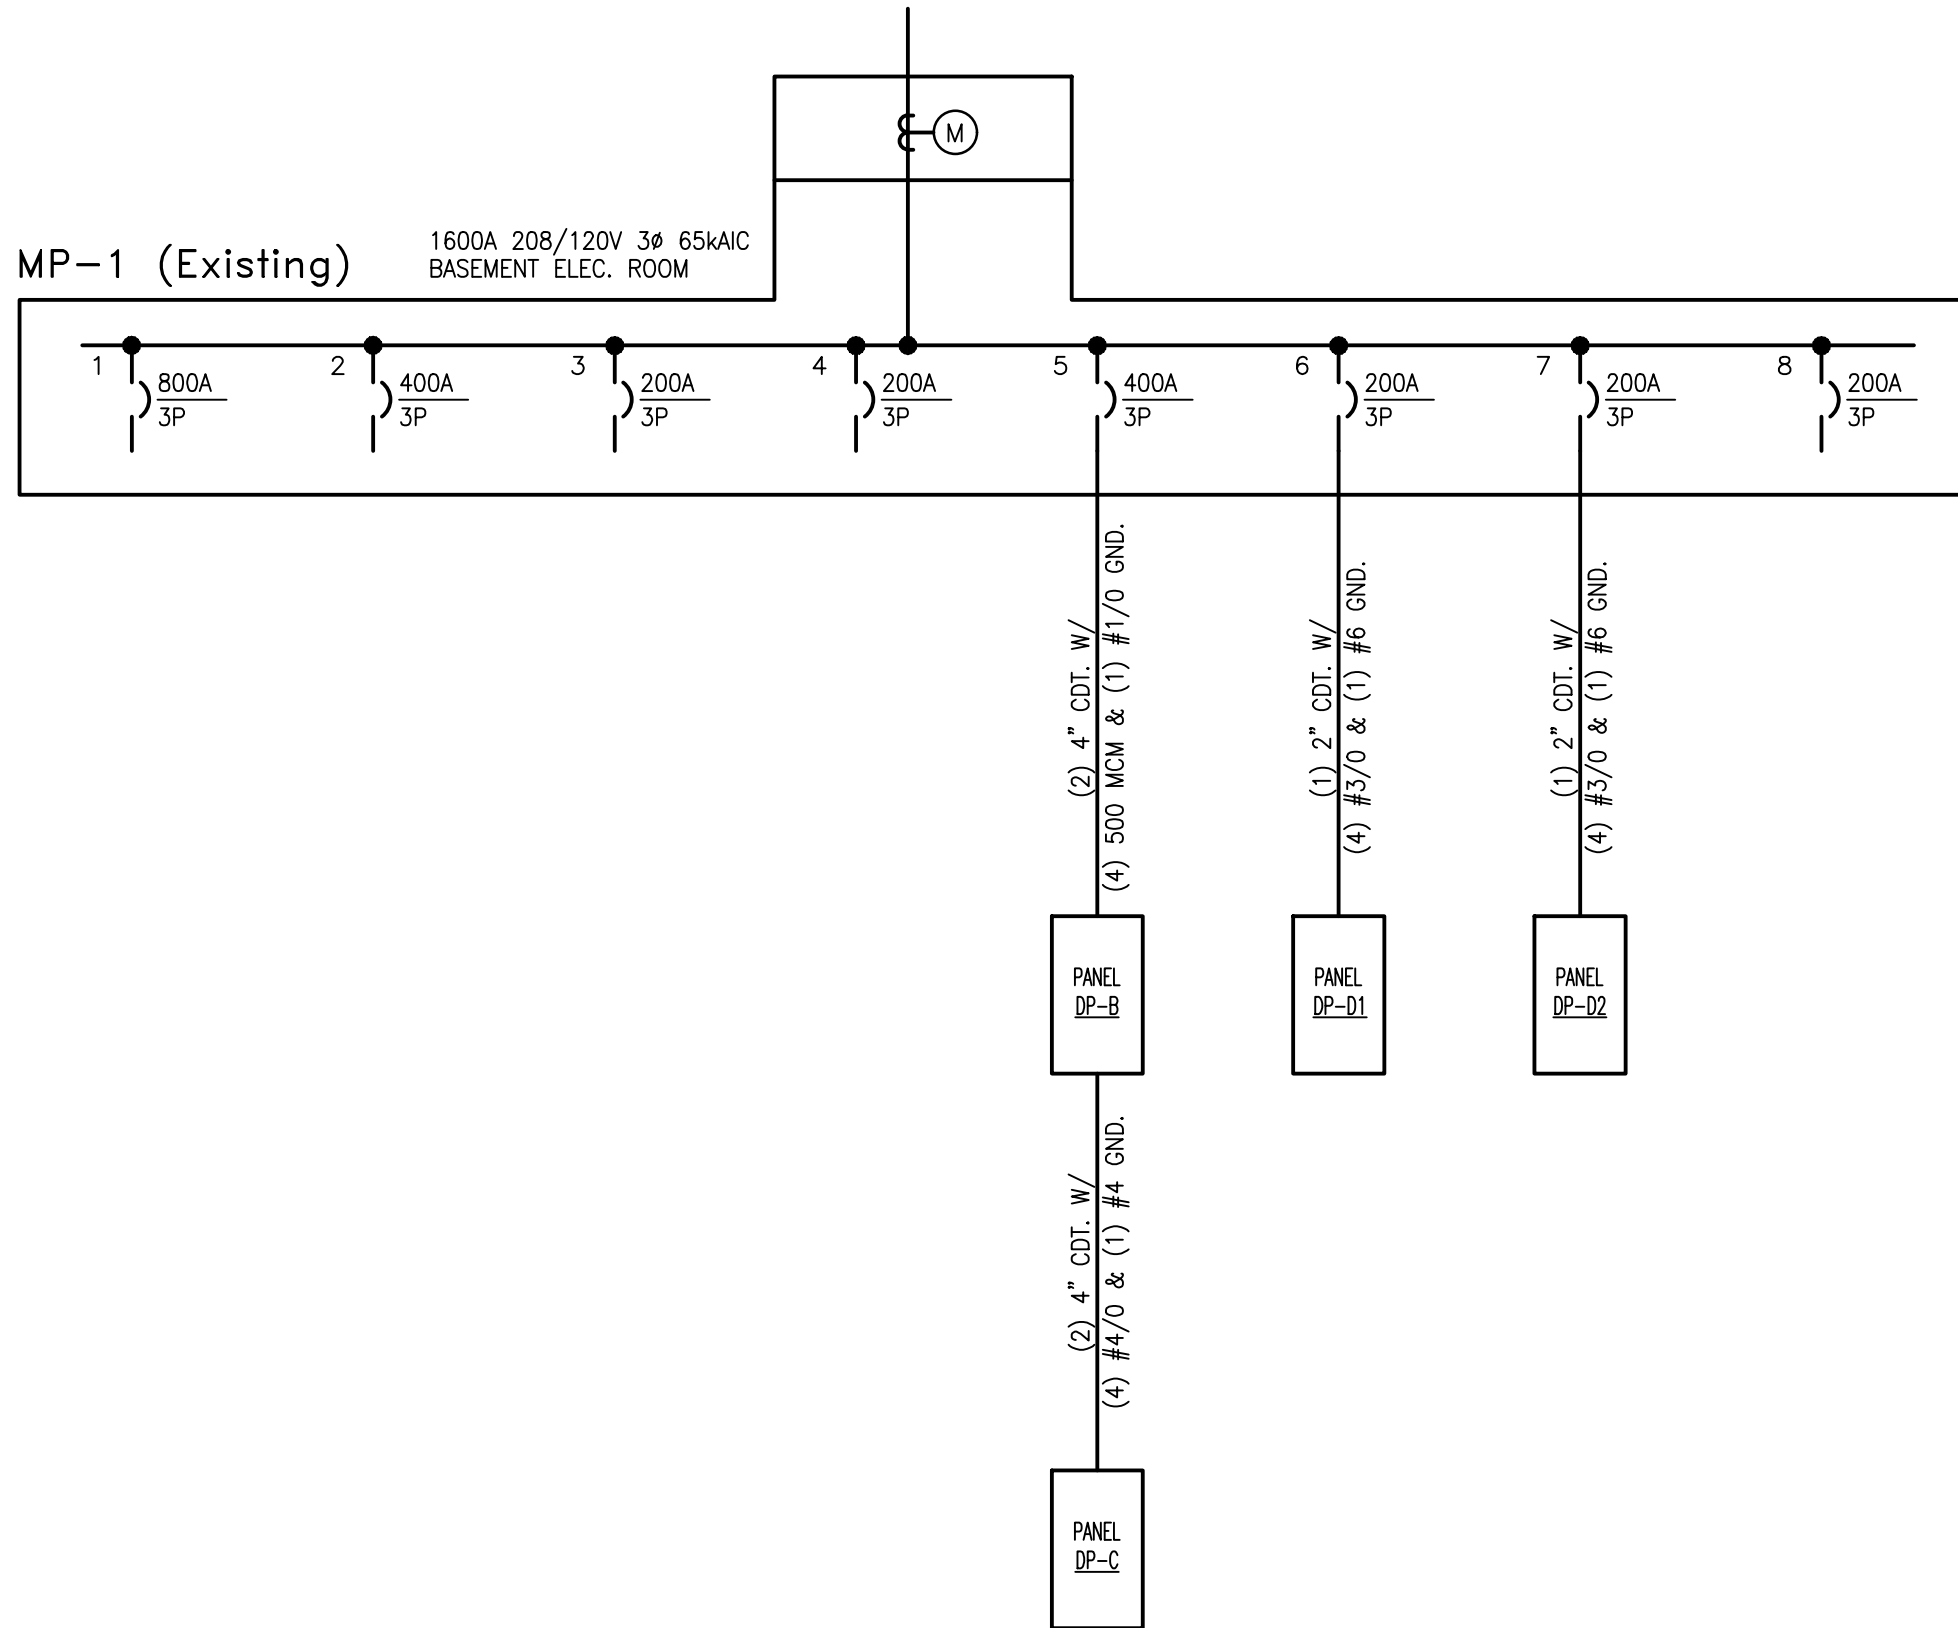 M
MP-1 (Existing)
1600A 208/120V 3ø 65kAIC
BASEMENT ELEC. ROOM
1
800A
3P
2
400A
3P
3
200A
3P
4
200A
3P
5
400A
3P
6
200A
3P
7
200A
3P
8
200A
3P
(2) 4" CDT. W/
(4) 500 MCM & (1) #1/0 GND.
(1) 2" CDT. W/
(4) #3/0 & (1) #6 GND.
(1) 2" CDT. W/
(4) #3/0 & (1) #6 GND.
PANEL
DP-B
PANEL
DP-D1
PANEL
DP-D2
(2) 4" CDT. W/
(4) #4/0 & (1) #4 GND.
PANEL
DP-C